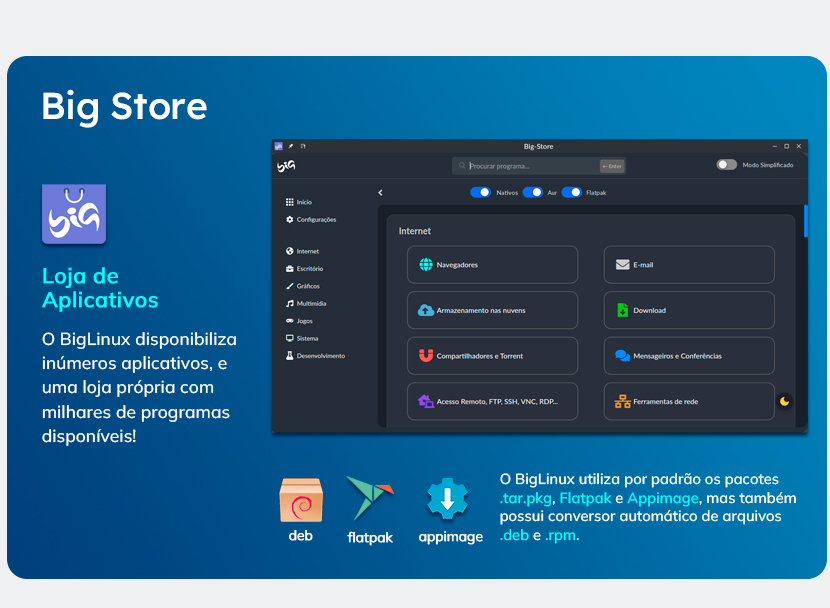 Big Store
big
Loja de
Aplicativos
O BigLinux disponibiliza
inúmeros aplicativos, e
uma loja própria com
milhares de programas
disponíveis!
Big-Store
big
Procurar programa...
← Enter
Modo Simplificado
Nativos
Aur
Flatpak
Início
Configurações
Internet
Escritório
Gráficos
Multimídia
Jogos
Sistema
Desenvolvimento
Internet
Navegadores
E-mail
Armazenamento nas nuvens
Download
Compartilhadores e Torrent
Mensageiros e Conferências
Acesso Remoto, FTP, SSH, VNC, RDP...
Ferramentas de rede
deb
flatpak
appimage
O BigLinux utiliza por padrão os pacotes
.tar.pkg, Flatpak e Appimage, mas também
possui conversor automático de arquivos
.deb e .rpm.